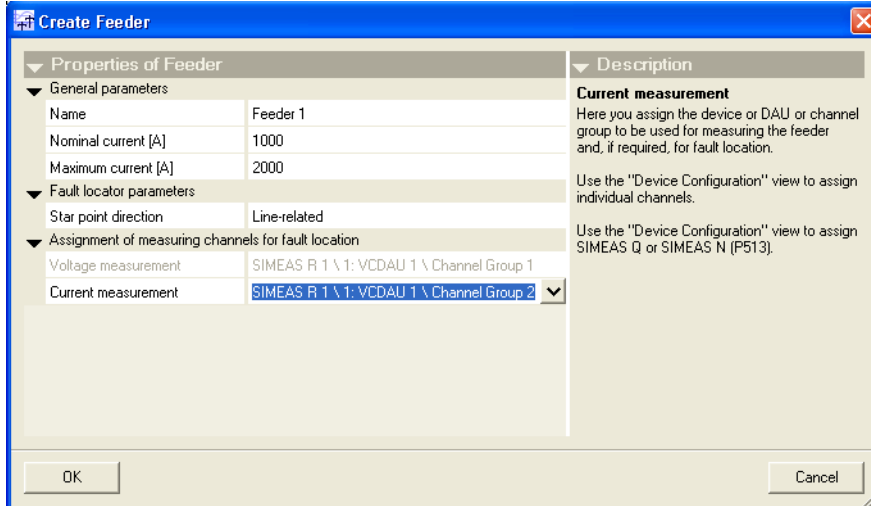 Create Feeder
Properties of Feeder
General parameters
Name Feeder 1
Nominal current [A] 1000
Maximum current [A] 2000
Fault locator parameters
Star point direction Line-related
Assignment of measuring channels for fault location
Voltage measurement SIMEAS R 1 \ 1: VCDAU 1 \ Channel Group 1
Current measurement SIMEAS R 1 \ 1: VCDAU 1 \ Channel Group 2
Description
Current measurement
Here you assign the device or DAU or channel
group to be used for measuring the feeder
and, if required, for fault location.
Use the "Device Configuration" view to assign
individual channels.
Use the "Device Configuration" view to assign
SIMEAS Q or SIMEAS N (P513).
OK
Cancel